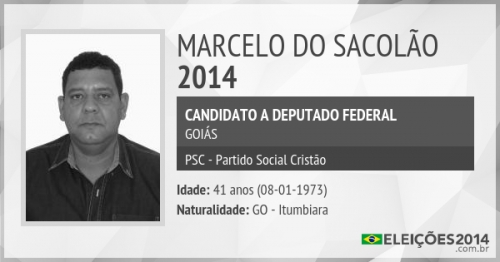 MARCELO DO SACOLÃO
2014
CANDIDATO A DEPUTADO FEDERAL
GOIÁS
PSC - Partido Social Cristão
Idade: 41 anos (08-01-1973)
Naturalidade: GO - Itumbiara
ELEIÇÕES2014
.com.br